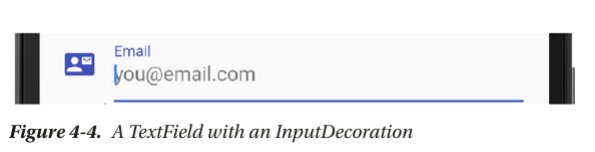 Email
you@email.com
Figure 4-4. A TextField with an InputDecoration